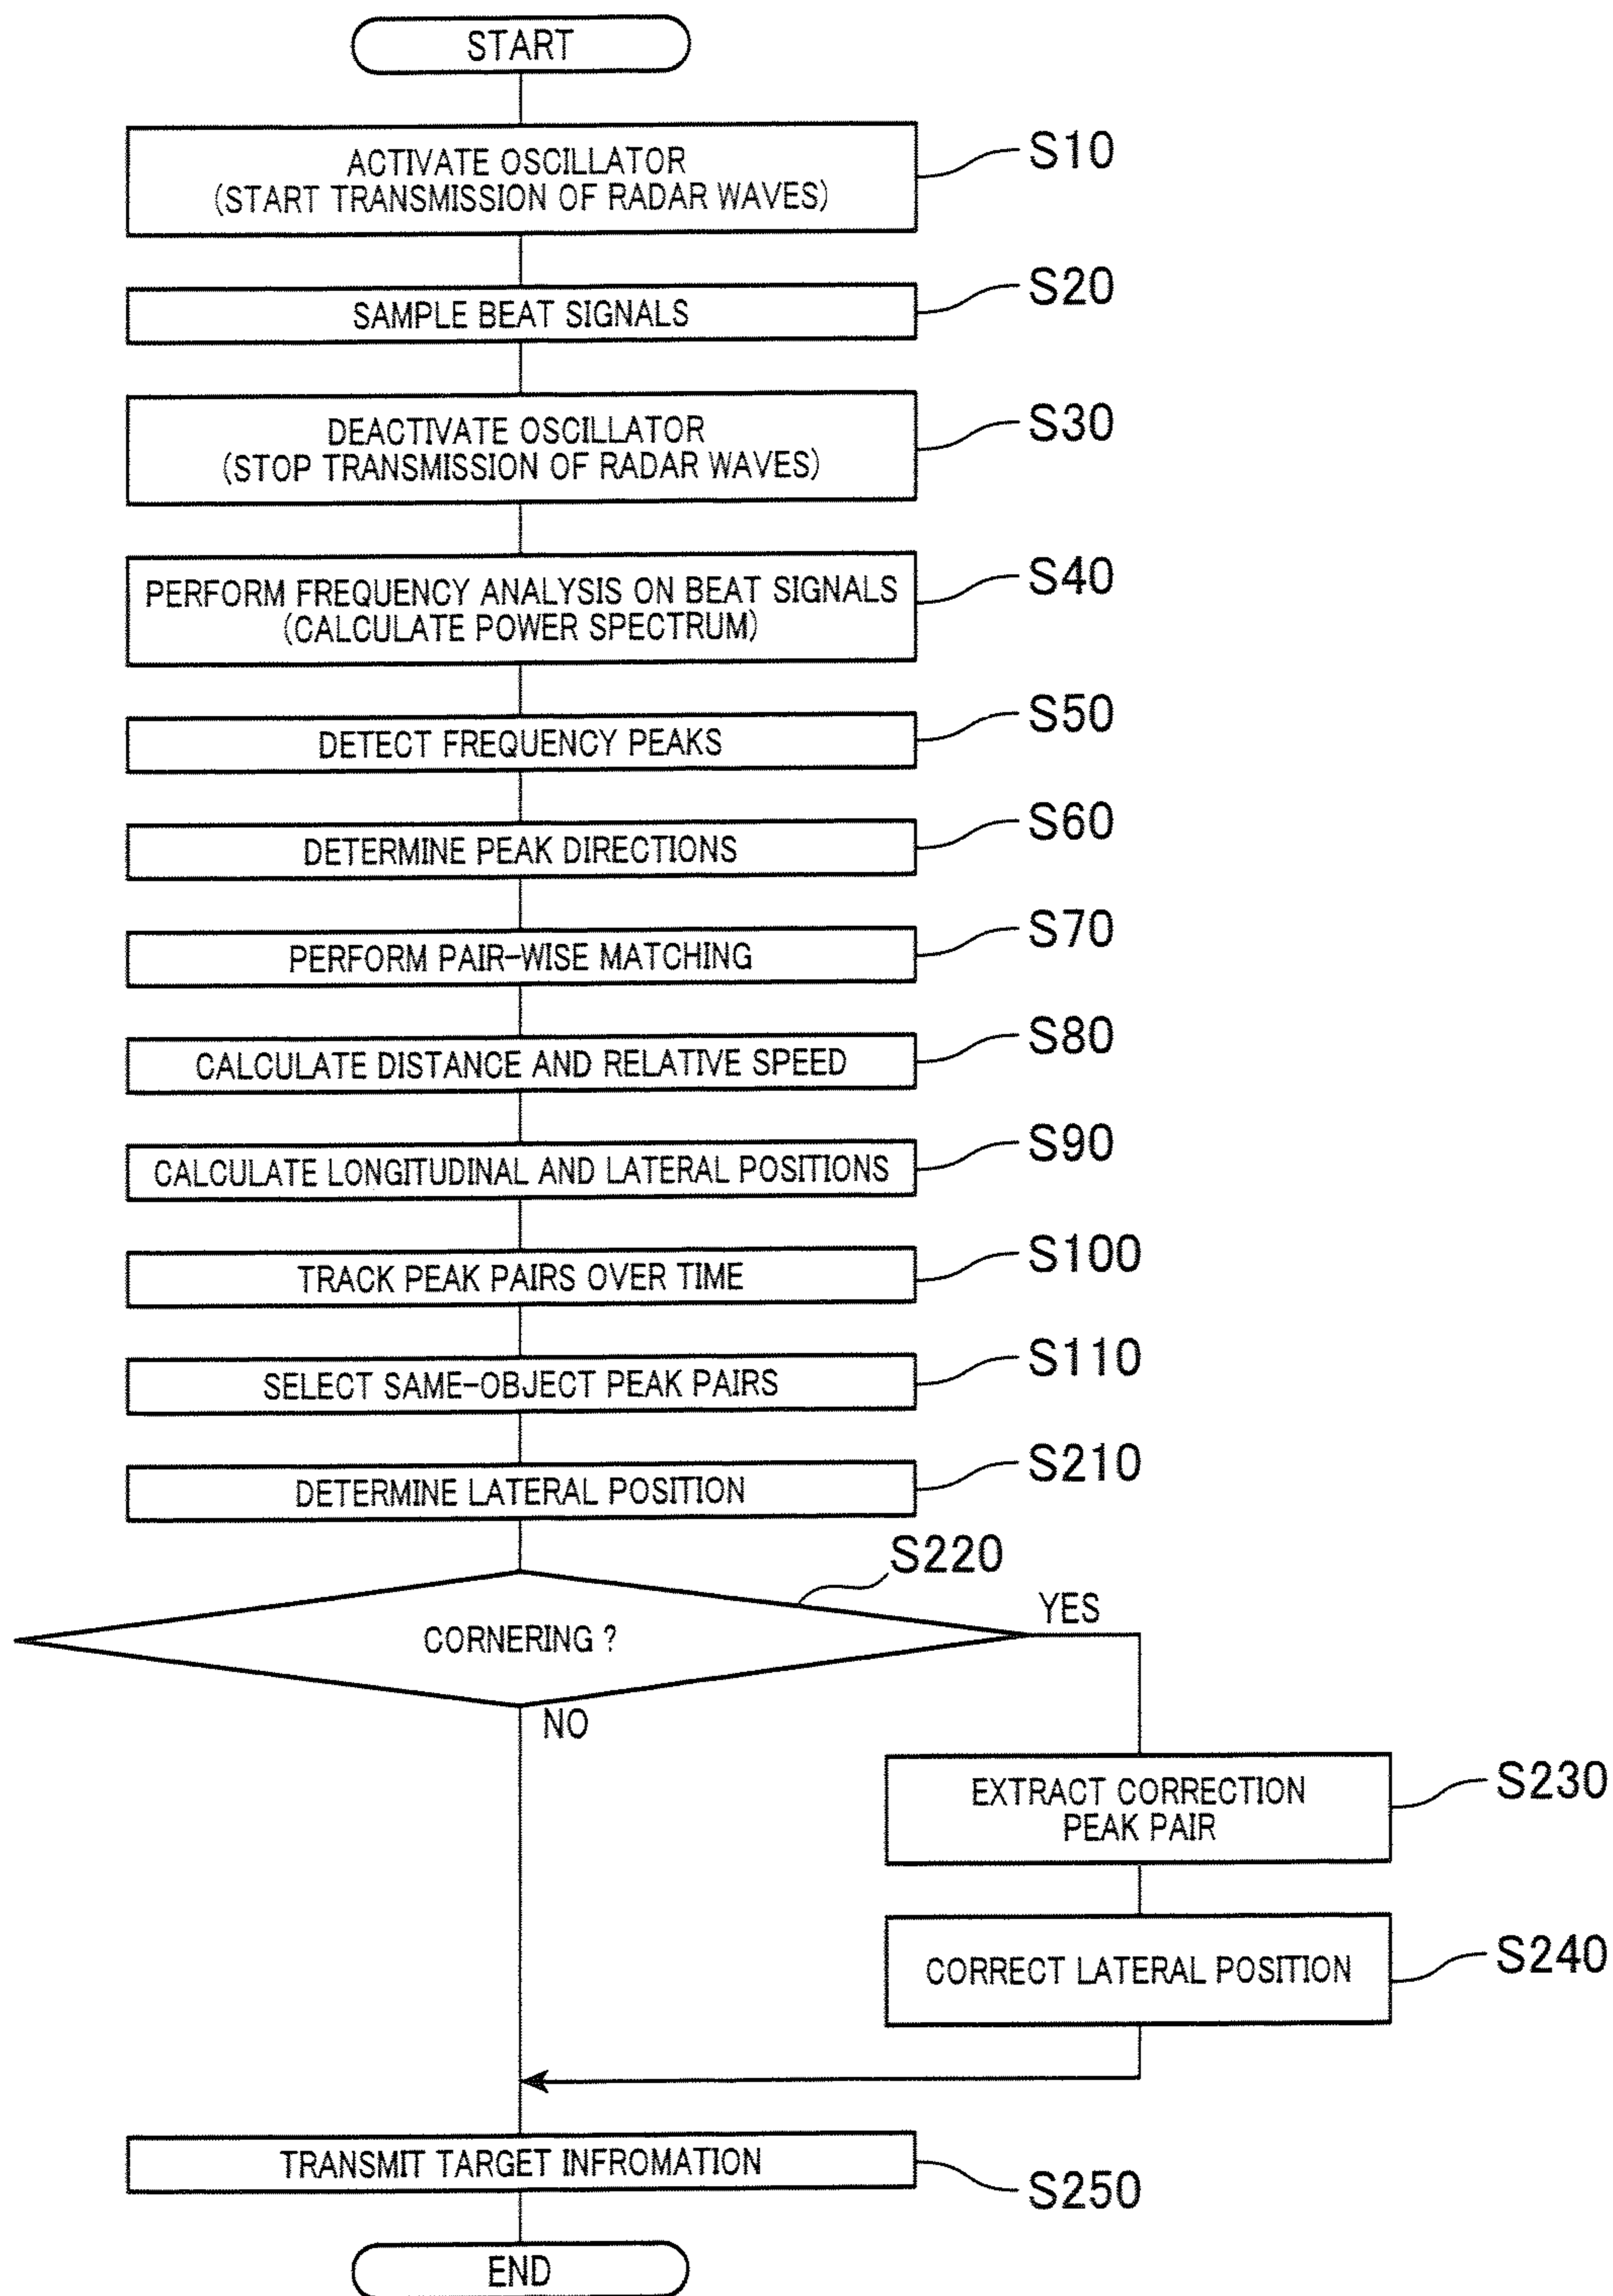 START
ACTIVATE OSCILLATOR
(START TRANSMISSION OF RADAR WAVES)
S10
SAMPLE BEAT SIGNALS
S20
DEACTIVATE OSCILLATOR
(STOP TRANSMISSION OF RADAR WAVES)
S30
PERFORM FREQUENCY ANALYSIS ON BEAT SIGNALS
(CALCULATE POWER SPECTRUM)
S40
DETECT FREQUENCY PEAKS
S50
DETERMINE PEAK DIRECTIONS
S60
PERFORM PAIR-WISE MATCHING
S70
CALCULATE DISTANCE AND RELATIVE SPEED
S80
CALCULATE LONGITUDINAL AND LATERAL POSITIONS
S90
TRACK PEAK PAIRS OVER TIME
S100
SELECT SAME-OBJECT PEAK PAIRS
S110
DETERMINE LATERAL POSITION
S210
CORNERING ?
S220
YES
NO
EXTRACT CORRECTION
PEAK PAIR
S230
CORRECT LATERAL POSITION
S240
TRANSMIT TARGET INFROMATION
S250
END